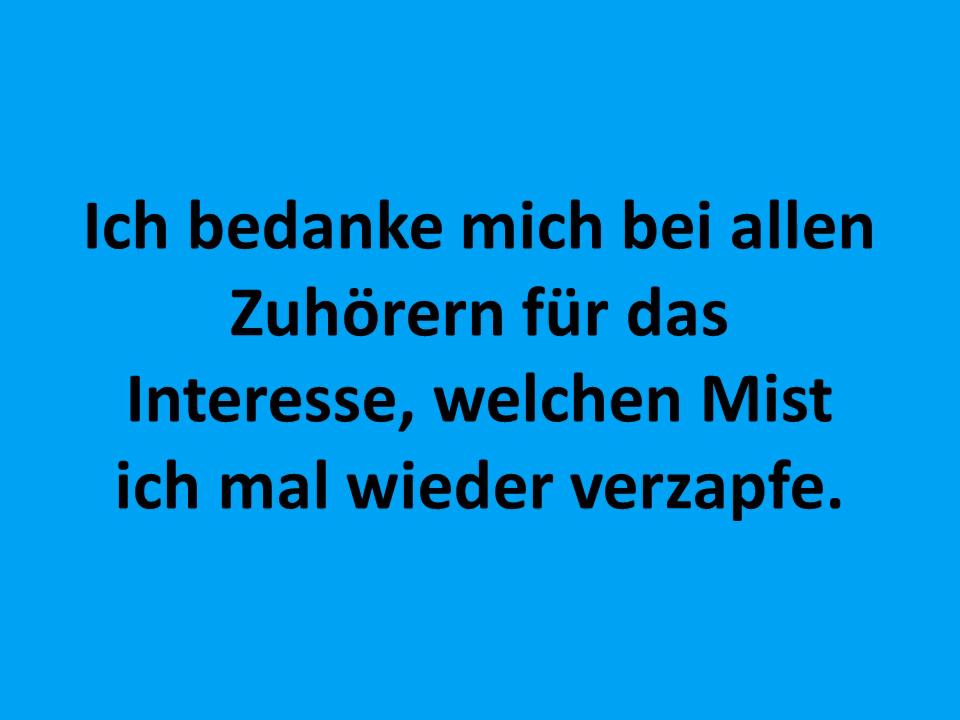 Ich bedanke mich bei allen
Zuhörern für das
Interesse, welchen Mist
ich mal wieder verzapfe.